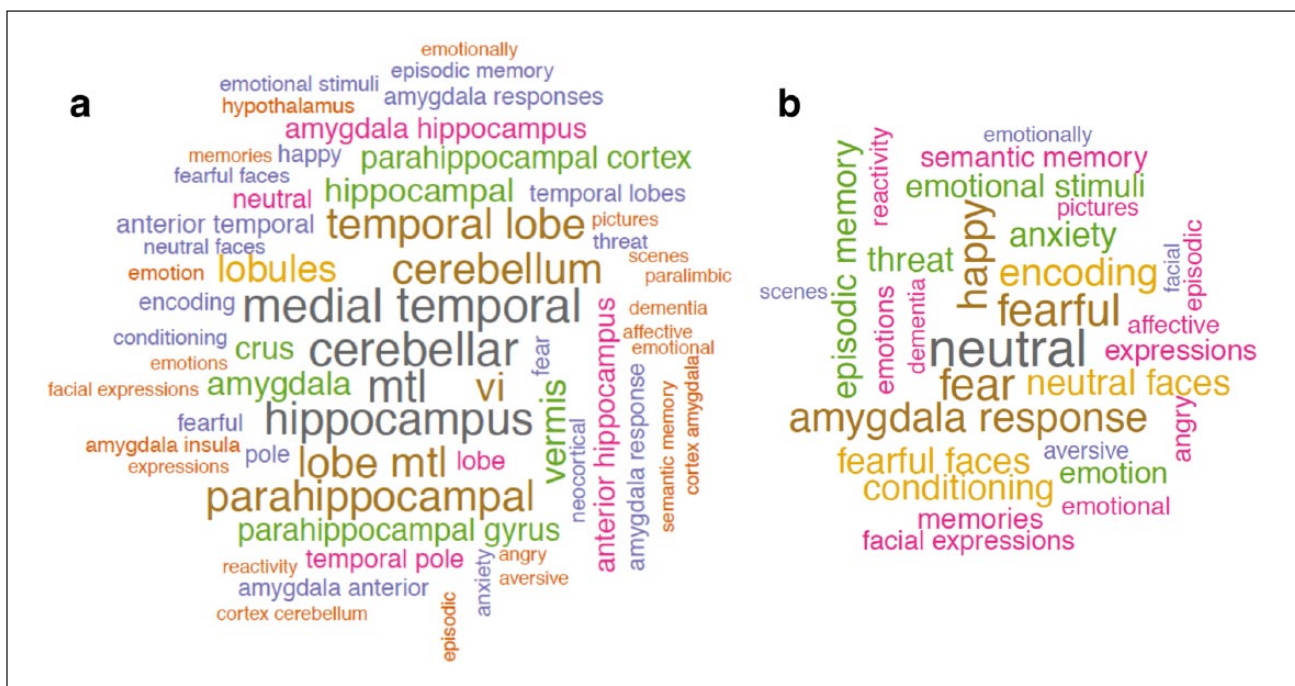 a
emotionally
episodic memory
emotional stimuli
amygdala responses
hypothalamus
amygdala hippocampus
memories
happy
parahippocampal cortex
fearful faces
neutral
hippocampal
temporal lobes
anterior temporal
temporal lobe
pictures
neutral faces
threat
emotion
lobules
cerebellum
scenes
paralimbic
encoding
medial temporal
dementia
conditioning
crus
cerebellar
fear
anterior hippocampus
affective
emotional
emotions
facial expressions
amygdala
mtl
vi
vermis
amygdala response
semantic memory
cortex amygdala
fearful
hippocampus
neocortical
amygdala insula
expressions
pole
lobe mtl
lobe
parahippocampal
parahippocampal gyrus
reactivity
temporal pole
anxiety
angry
aversive
amygdala anterior
cortex cerebellum
episodic
b
episodic memory
reactivity
emotionally
semantic memory
emotional stimuli
pictures
happy
anxiety
threat
encoding
facial
episodic
scenes
emotions
dementia
fearful
affective
neutral
expressions
fear
neutral faces
amygdala response
angry
fearful faces
aversive
emotion
conditioning
emotional
memories
facial expressions